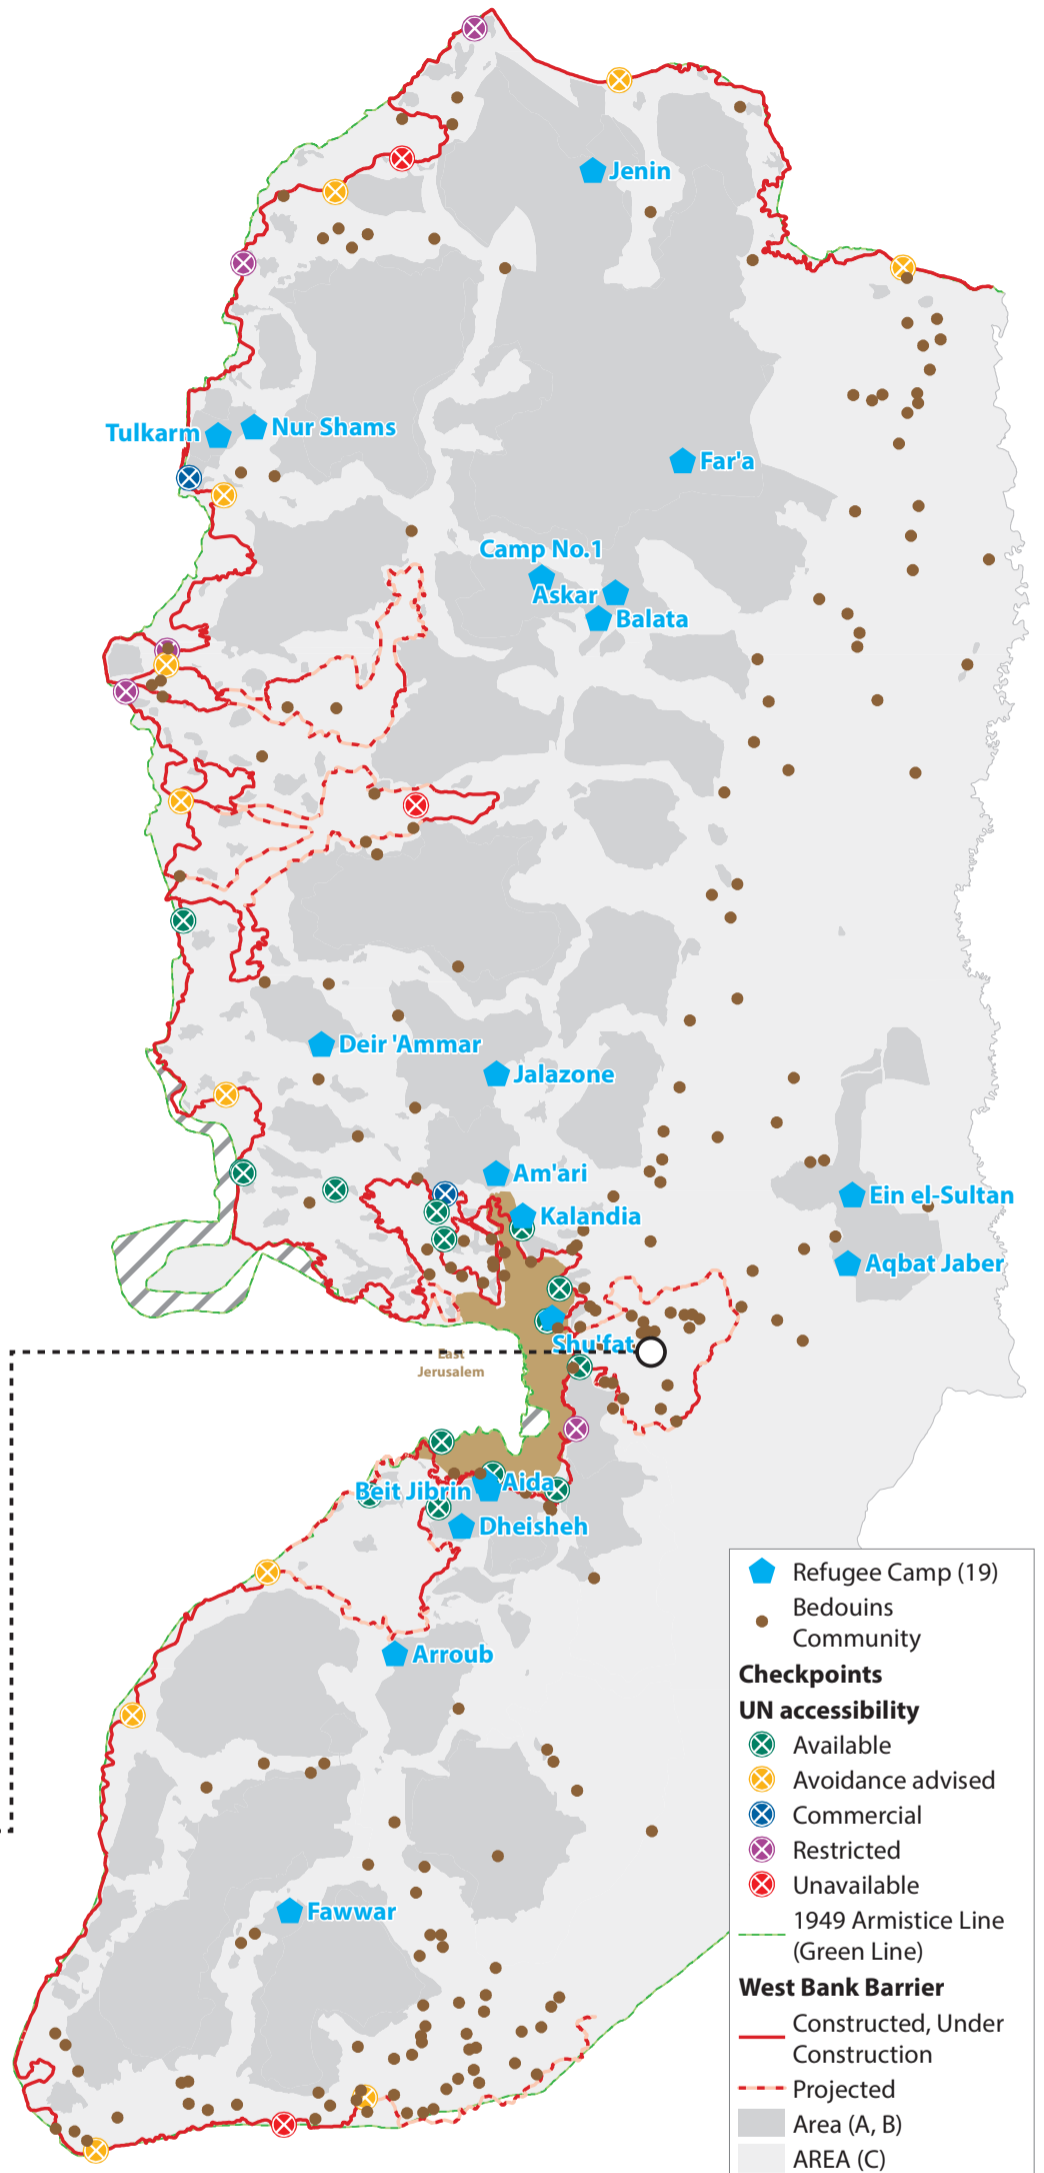 Jenin
Tulkarm
Nur Shams
Far'a
Camp No.1
Askar
Balata
Deir 'Ammar
Jalazone
Am'ari
Ein el-Sultan
Kalandia
Aqbat Jaber
Shu'fat
East
Jerusalem
Aida
Beit Jibrin
Dheisheh
Arroub
Fawwar
Refugee Camp (19)
Bedouins
Community
Checkpoints
UN accessibility
Available
Avoidance advised
Commercial
Restricted
Unavailable
1949 Armistice Line
(Green Line)
West Bank Barrier
Constructed, Under
Construction
Projected
Area (A, B)
AREA (C)